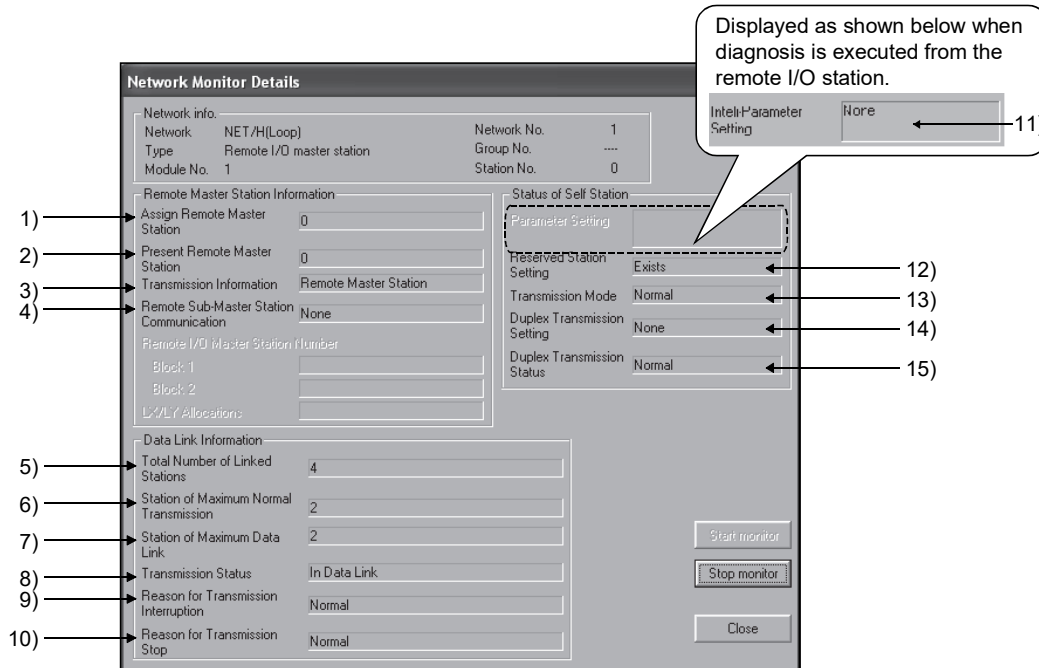 Displayed as shown below when
diagnosis is executed from the
remote I/O station.
Inteli-Parameter
Setting
Nore
11)
Network Monitor Details
Network info.
Network NET/H(Loop) Network No. 1
Type Remote I/O master station Group No. ----
Module No. 1 Station No. 0
Remote Master Station Information
1) Assign Remote Master
Station
0
2) Present Remote Master
Station
0
3) Transmission Information Remote Master Station
4) Remote Sub-Master Station
Communication
None
Remote I/O Master Station Number
Block 1
Block 2
LX/LY Allocations
Status of Self Station
Parameter Setting
Reserved Station
Setting
Exists 12)
Transmission Mode Normal 13)
Duplex Transmission
Setting
None 14)
Duplex Transmission
Status
Normal 15)
Data Link Information
5) Total Number of Linked
Stations
4
6) Station of Maximum Normal
Transmission
2
7) Station of Maximum Data
Link
2
8) Transmission Status In Data Link
9) Reason for Transmission
Interruption
Normal
10) Reason for Transmission
Stop
Normal
Start monitor
Stop monitor
Close